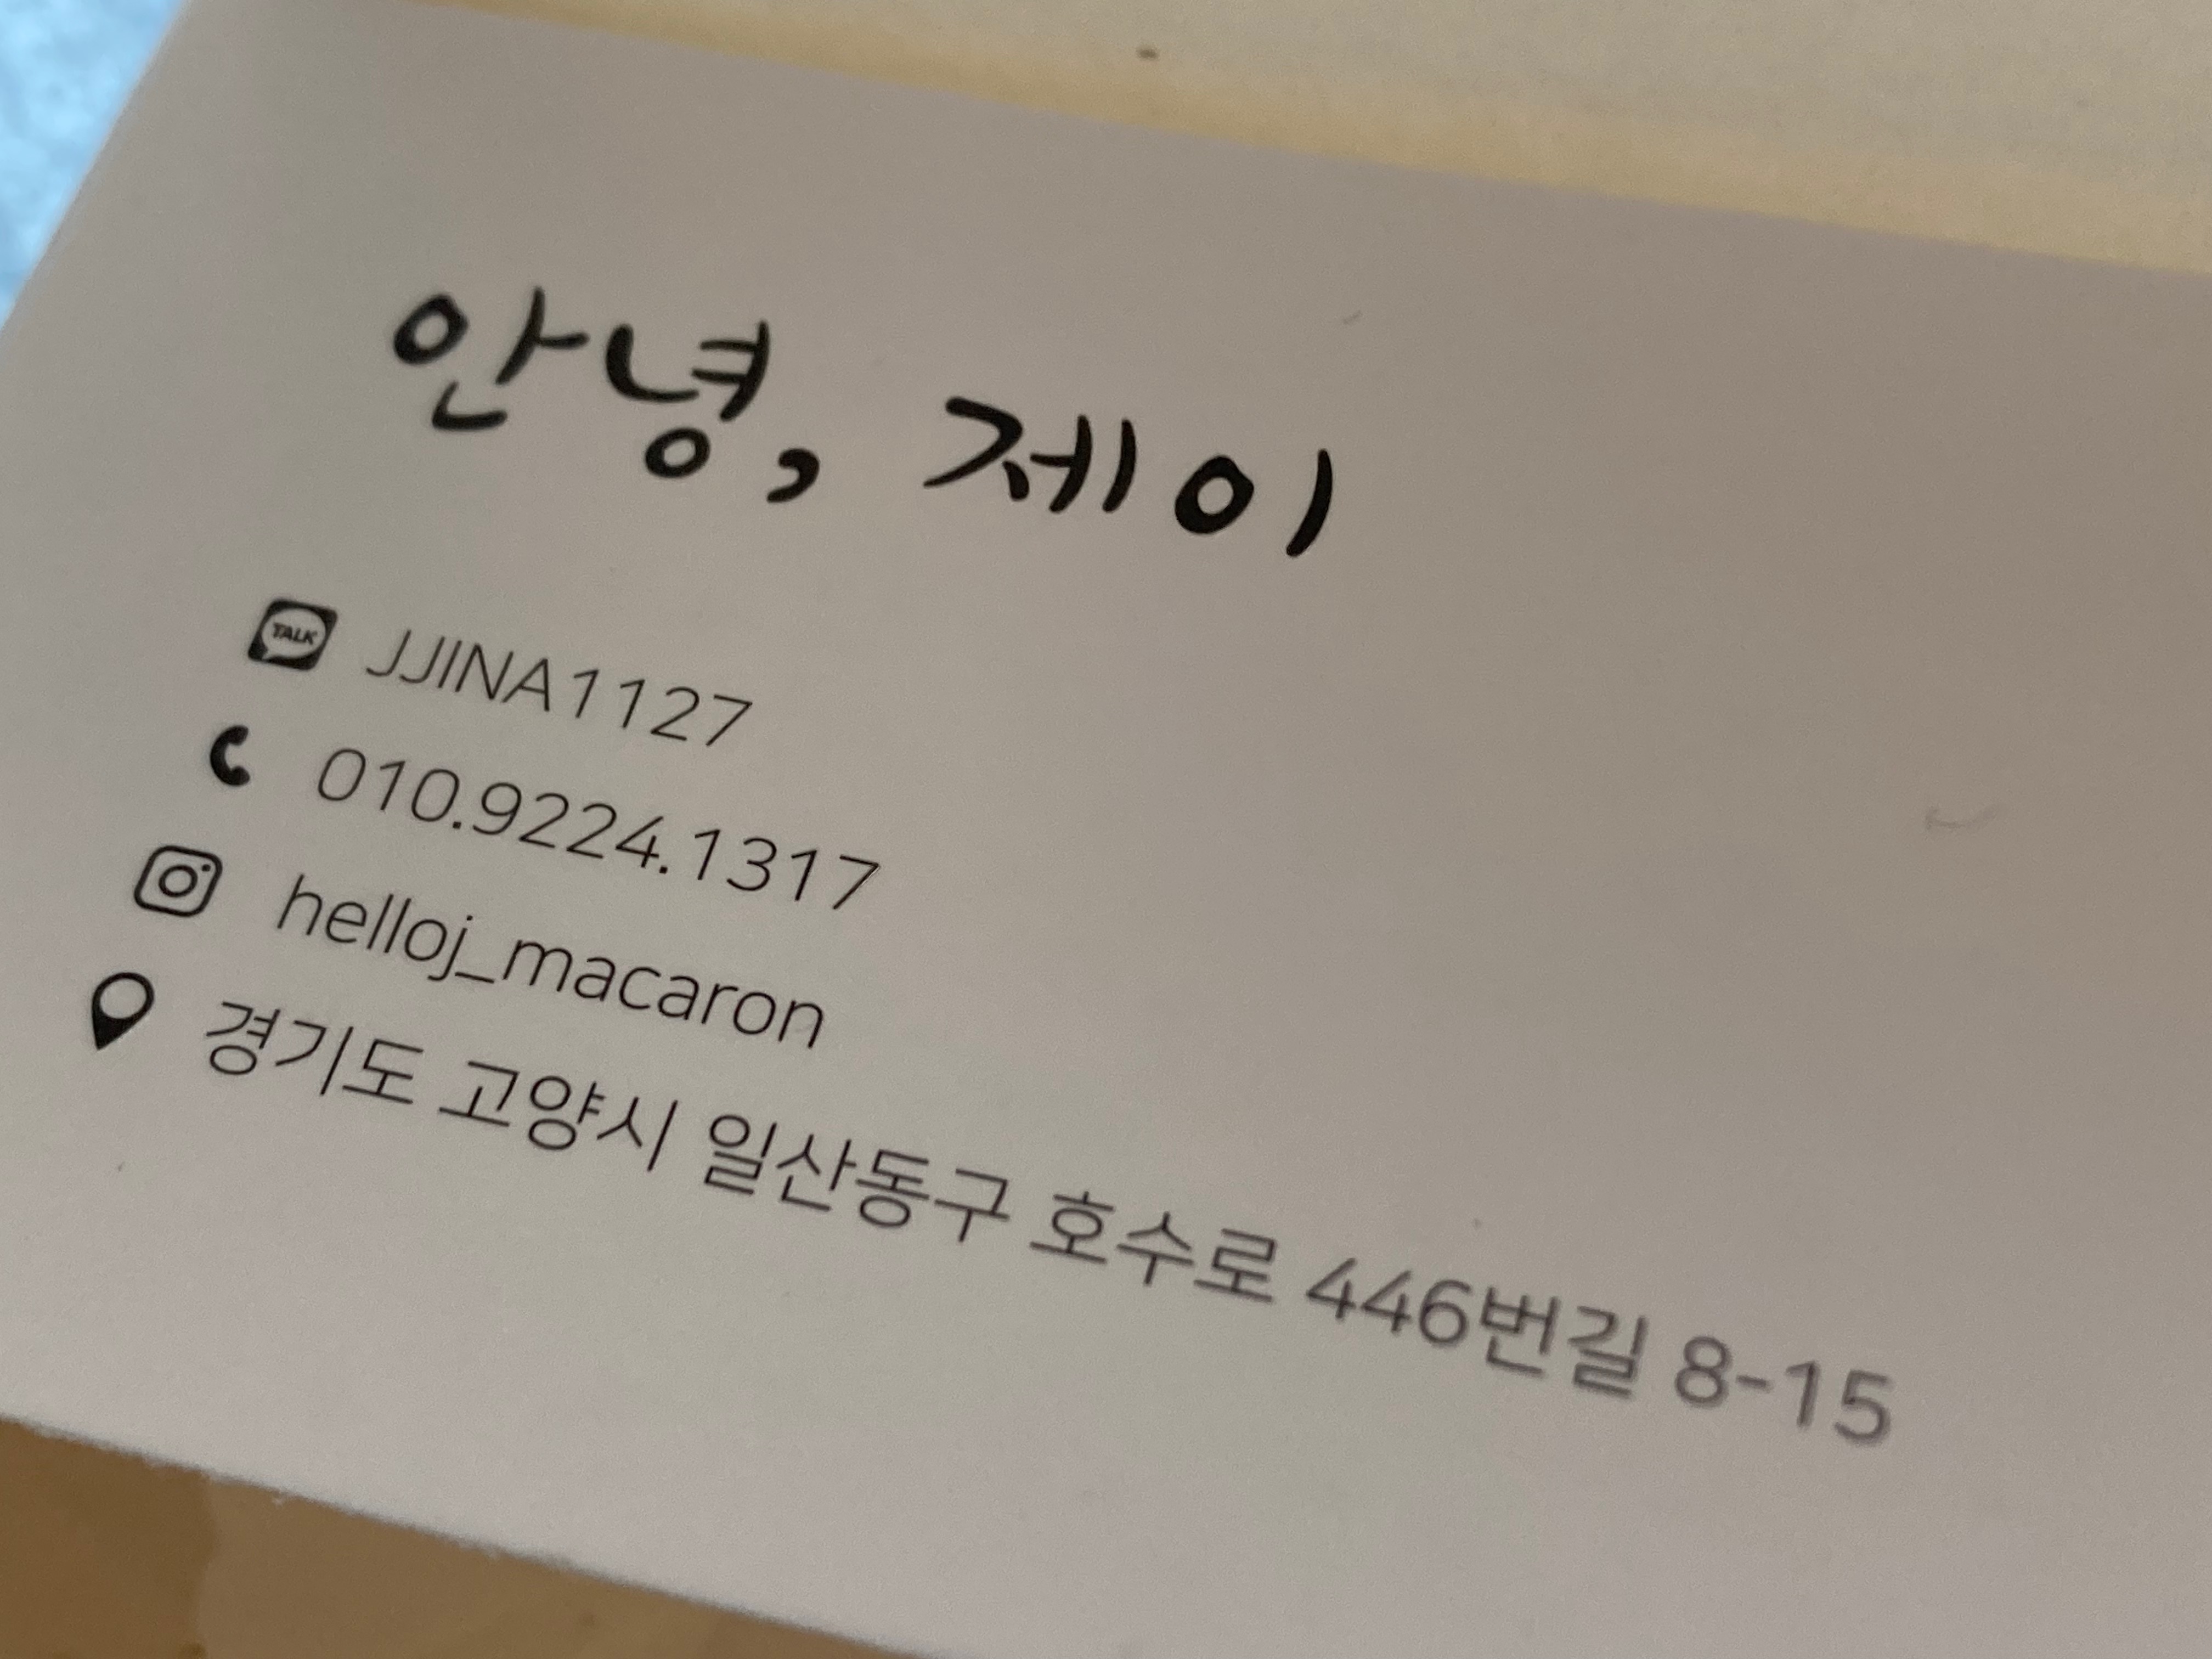 안녕, 제이
TALK JJINA1127
010.9224.1317
helloj_macaron
경기도 고양시 일산동구 호수로 446번길 8-15